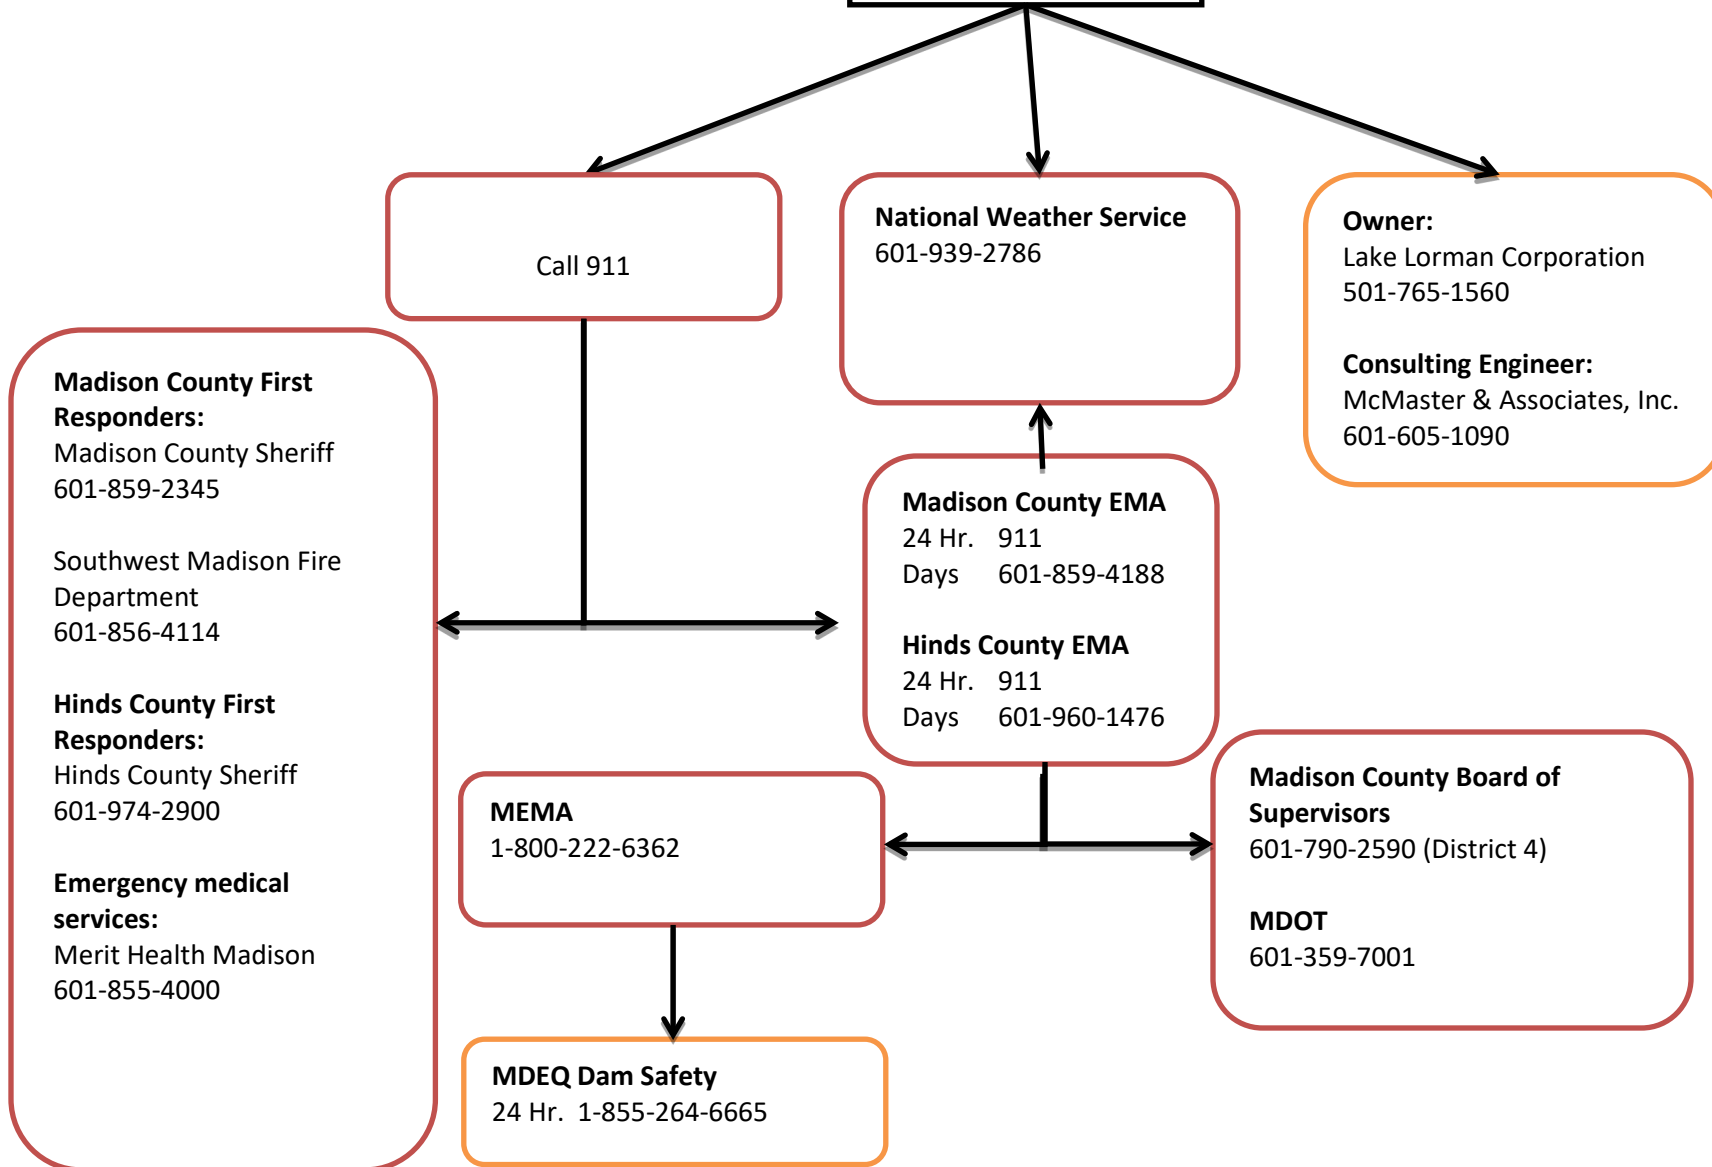 Call 911
National Weather Service
601-939-2786
Owner:
Lake Lorman Corporation
501-765-1560
Consulting Engineer:
McMaster & Associates, Inc.
601-605-1090
Madison County First
Responders:
Madison County Sheriff
601-859-2345
Southwest Madison Fire
Department
601-856-4114
Hinds County First
Responders:
Hinds County Sheriff
601-974-2900
Emergency medical
services:
Merit Health Madison
601-855-4000
Madison County EMA
24 Hr. 911
Days 601-859-4188
Hinds County EMA
24 Hr. 911
Days 601-960-1476
MEMA
1-800-222-6362
Madison County Board of
Supervisors
601-790-2590 (District 4)
MDOT
601-359-7001
MDEQ Dam Safety
24 Hr. 1-855-264-6665